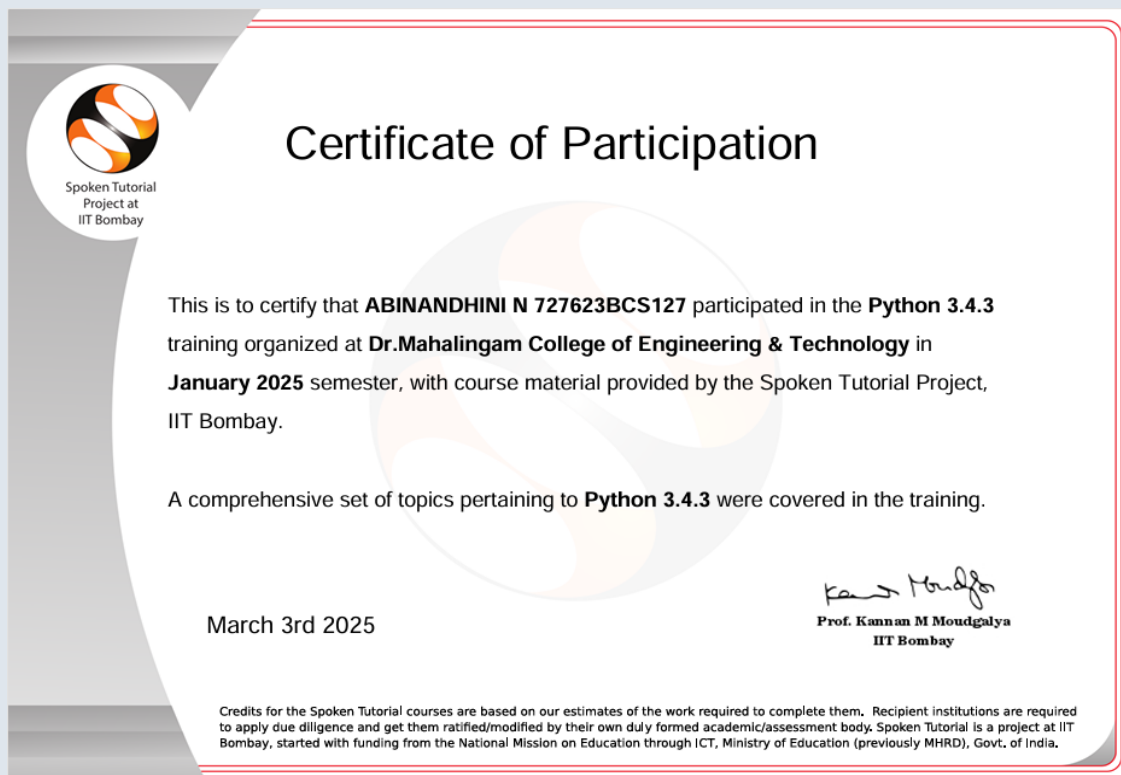 Spoken Tutorial
Project at
IIT Bombay
Certificate of Participation
This is to certify that ABINANDHINI N 727623BCS127 participated in the Python 3.4.3
training organized at Dr.Mahalingam College of Engineering & Technology in
January 2025 semester, with course material provided by the Spoken Tutorial Project,
IIT Bombay.
A comprehensive set of topics pertaining to Python 3.4.3 were covered in the training.
March 3rd 2025
Prof. Kannan M Moudgalya
IIT Bombay
Credits for the Spoken Tutorial courses are based on our estimates of the work required to complete them. Recipient institutions are required
to apply due diligence and get them ratified/modified by their own duly formed academic/assessment body. Spoken Tutorial is a project at IIT
Bombay, started with funding from the National Mission on Education through ICT, Ministry of Education (previously MHRD), Govt. of India.